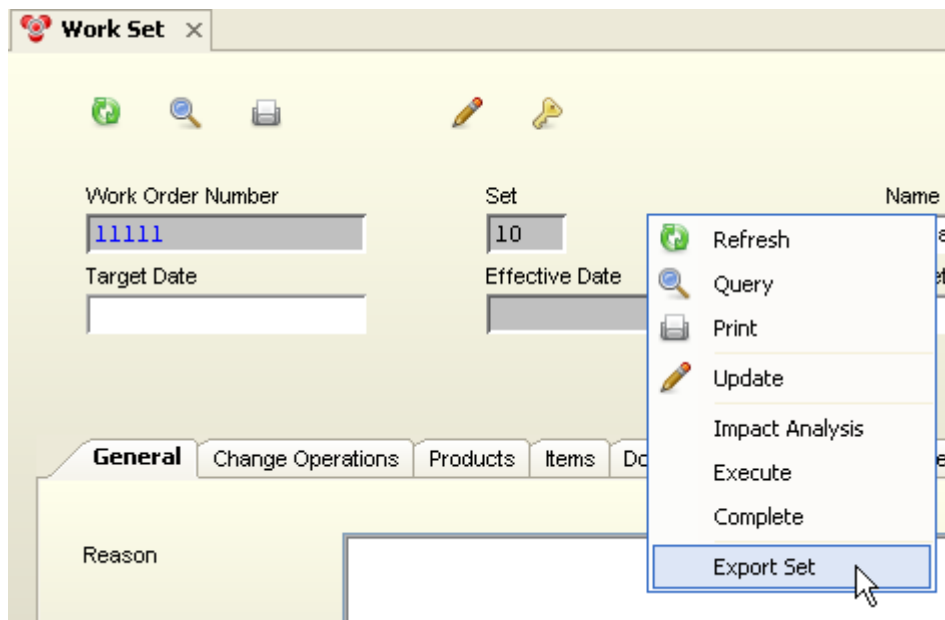 Work Set
Work Order Number Set Name
11111 10
Refresh
Target Date Effective Date
Query
Print
Update
General Change Operations Products Items
Impact Analysis
Execute
Complete
Reason
Export Set